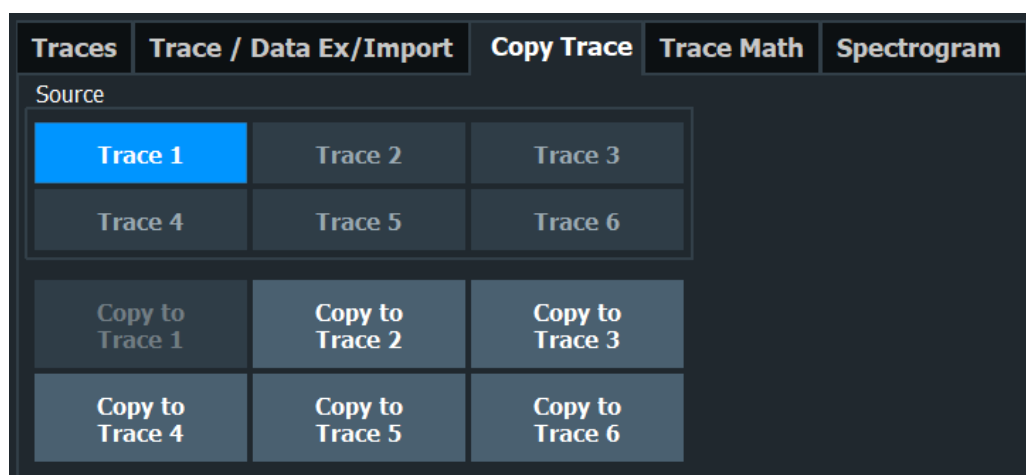 Traces Trace / Data Ex/Import Copy Trace Trace Math Spectrogram
Source
Trace 1 Trace 2 Trace 3
Trace 4 Trace 5 Trace 6
Copy to Copy to Copy to
Trace 1 Trace 2 Trace 3
Copy to Copy to Copy to
Trace 4 Trace 5 Trace 6